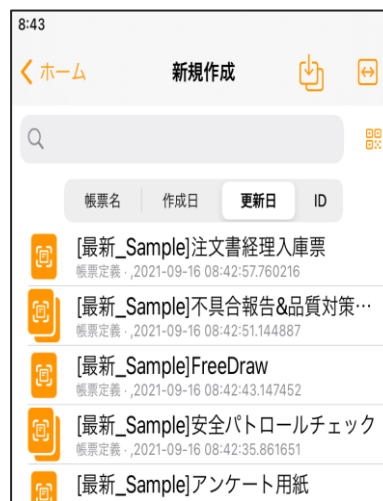 8:43
ホーム 新規作成
帳票名 作成日 更新日 ID
[最新_Sample]注文書経理入庫票
帳票定義 · ,2021-09-16 08:42:57.760216
[最新_Sample]不具合報告&品質対策…
帳票定義 · ,2021-09-16 08:42:51.144887
[最新_Sample]FreeDraw
帳票定義 · ,2021-09-16 08:42:43.147452
[最新_Sample]安全パトロールチェック
帳票定義 · ,2021-09-16 08:42:35.861651
[最新_Sample]アンケート用紙